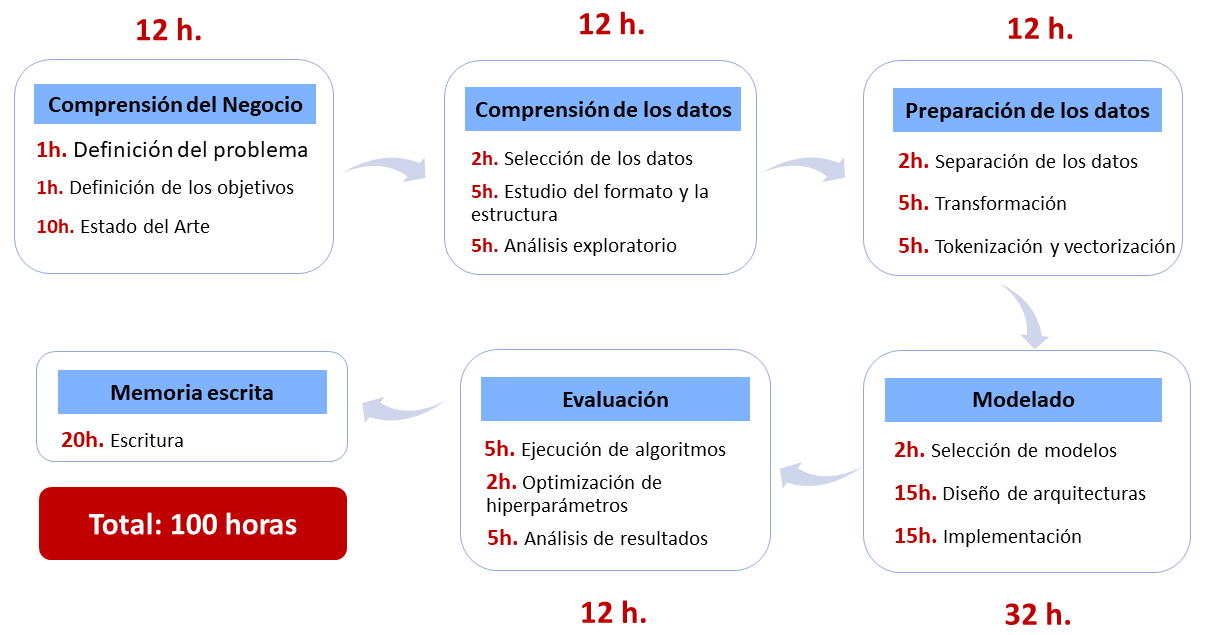 12 h.
Comprensión del Negocio
1h. Definición del problema
1h. Definición de los objetivos
10h. Estado del Arte
12 h.
Comprensión de los datos
2h. Selección de los datos
5h. Estudio del formato y la
estructura
5h. Análisis exploratorio
12 h.
Preparación de los datos
2h. Separación de los datos
5h. Transformación
5h. Tokenización y vectorización
Modelado
2h. Selección de modelos
15h. Diseño de arquitecturas
15h. Implementación
32 h.
Evaluación
5h. Ejecución de algoritmos
2h. Optimización de
hiperparámetros
5h. Análisis de resultados
12 h.
Memoria escrita
20h. Escritura
Total: 100 horas